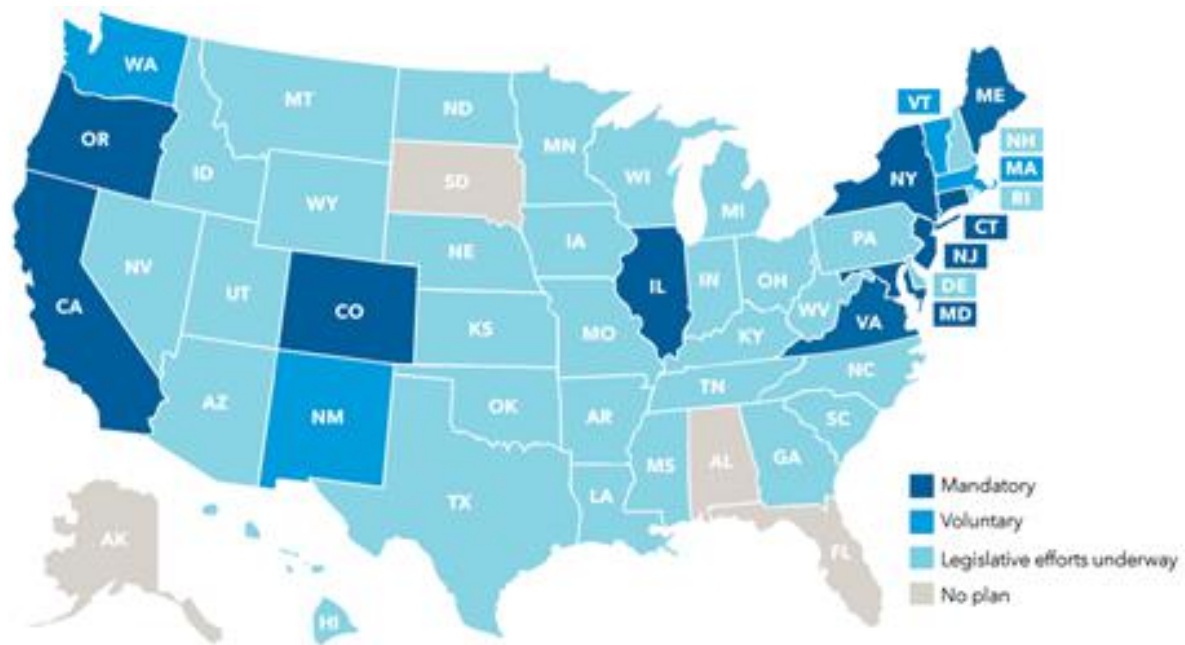 WA
OR
CA
MT
ID
WY
NV
UT
CO
AZ
NM
ND
SD
NE
KS
OK
TX
MN
IA
MO
AR
LA
WI
IL
MI
IN
OH
KY
TN
MS
AL
GA
FL
SC
NC
VA
WV
PA
NY
VT
ME
NH
MA
RI
CT
NJ
DE
MD
AK
HI
Mandatory
Voluntary
Legislative efforts underway
No plan